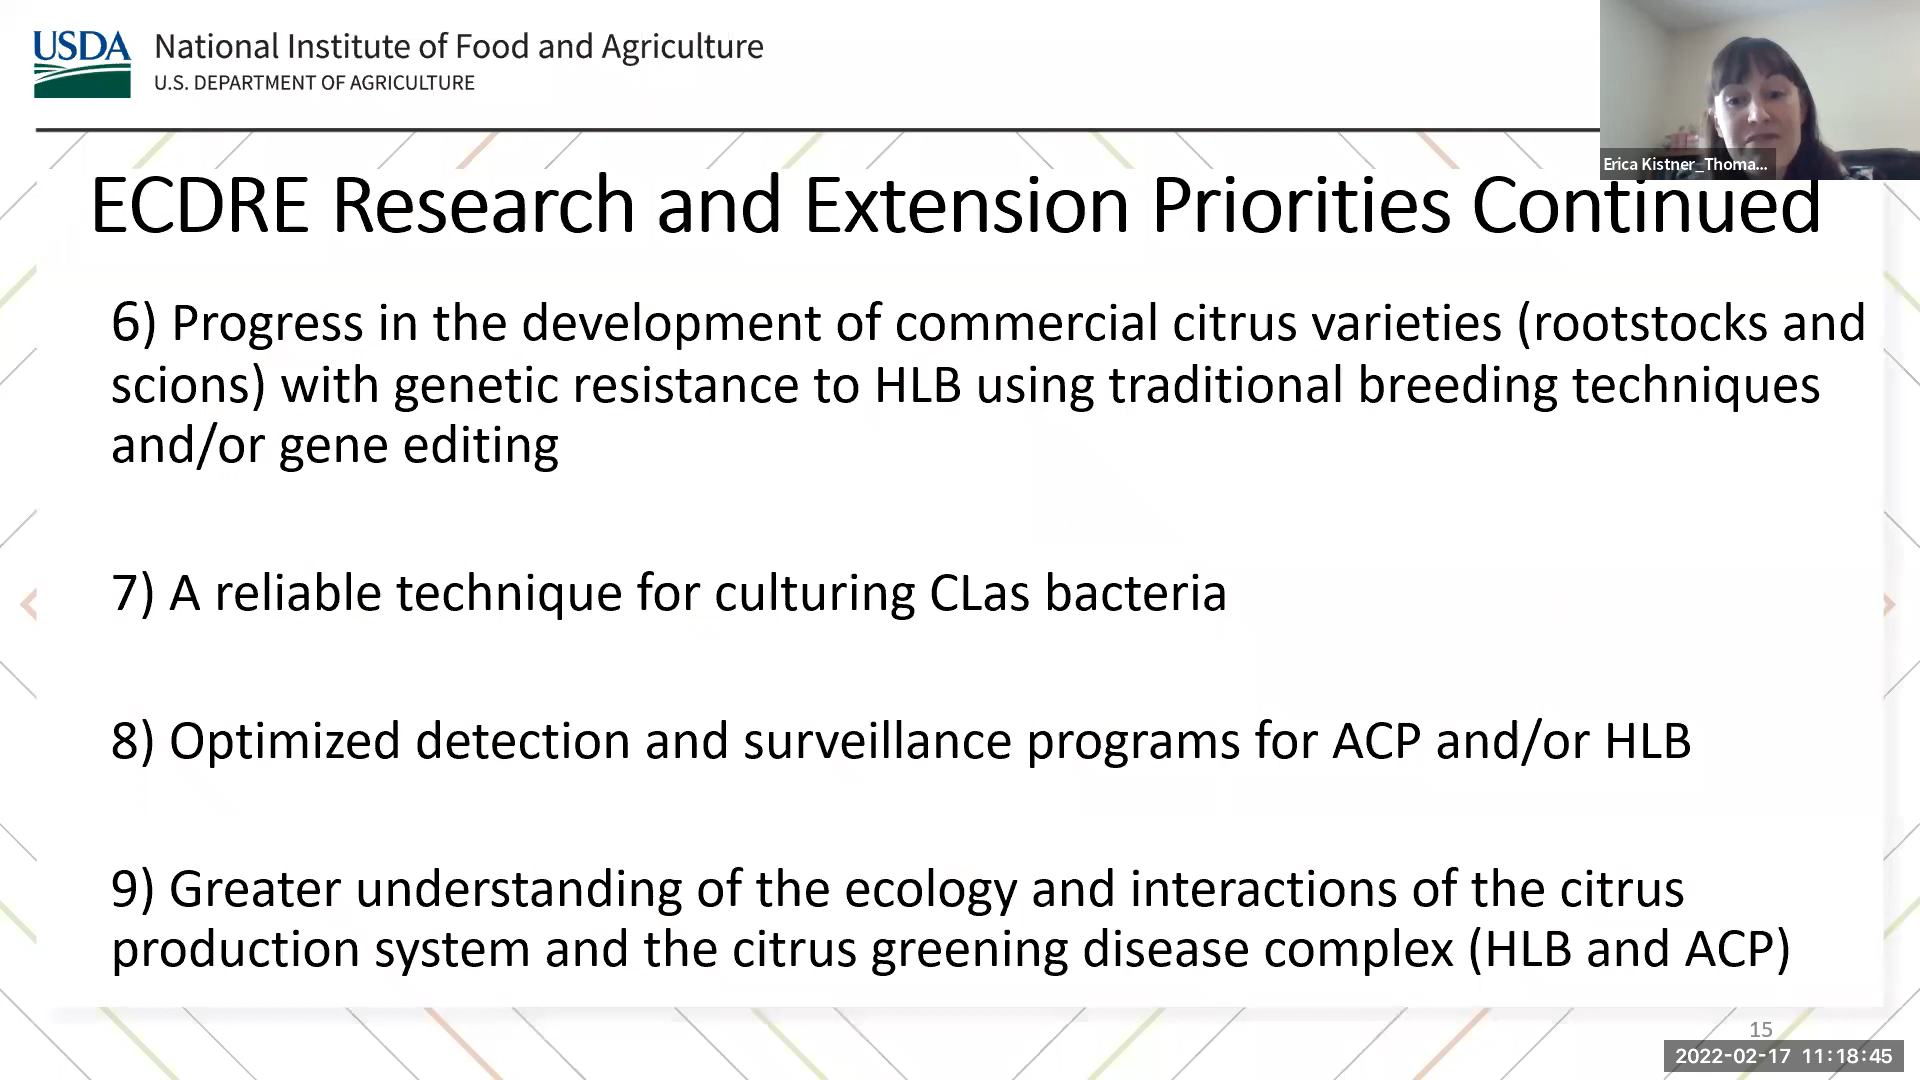 USDA
National Institute of Food and Agriculture
U.S. DEPARTMENT OF AGRICULTURE
Erica Kistner_Thoma...
ECDRE Research and Extension Priorities Continued
6) Progress in the development of commercial citrus varieties (rootstocks and
scions) with genetic resistance to HLB using traditional breeding techniques
and/or gene editing
7) A reliable technique for culturing CLas bacteria
8) Optimized detection and surveillance programs for ACP and/or HLB
9) Greater understanding of the ecology and interactions of the citrus
production system and the citrus greening disease complex (HLB and ACP)
15
2022-02-17 11:18:45